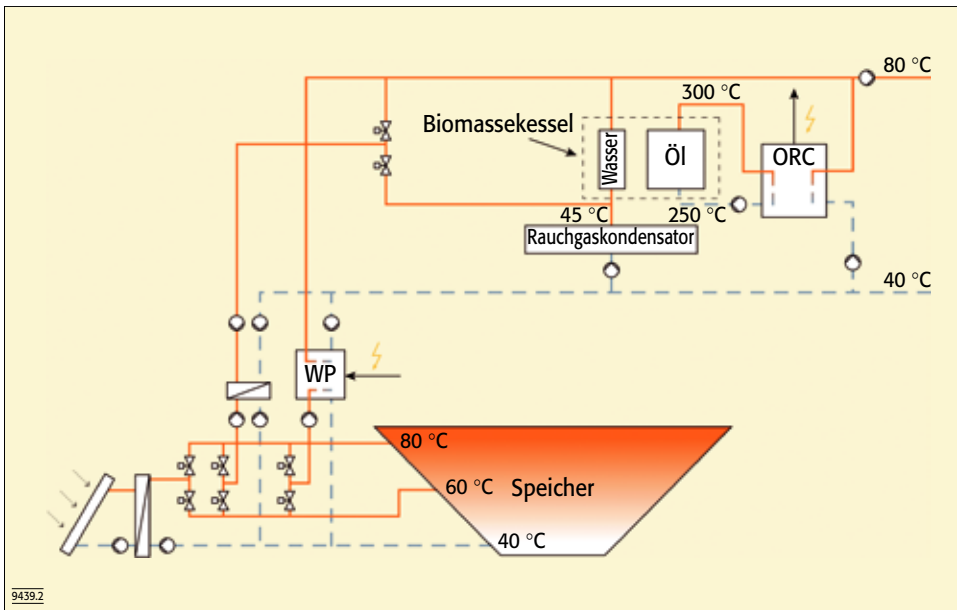 80 °C
300 °C
Biomassekessel
Wasser
Öl
ORC
45 °C
250 °C
Rauchgaskondensator
40 °C
WP
80 °C
60 °C
Speicher
40 °C
9439.2